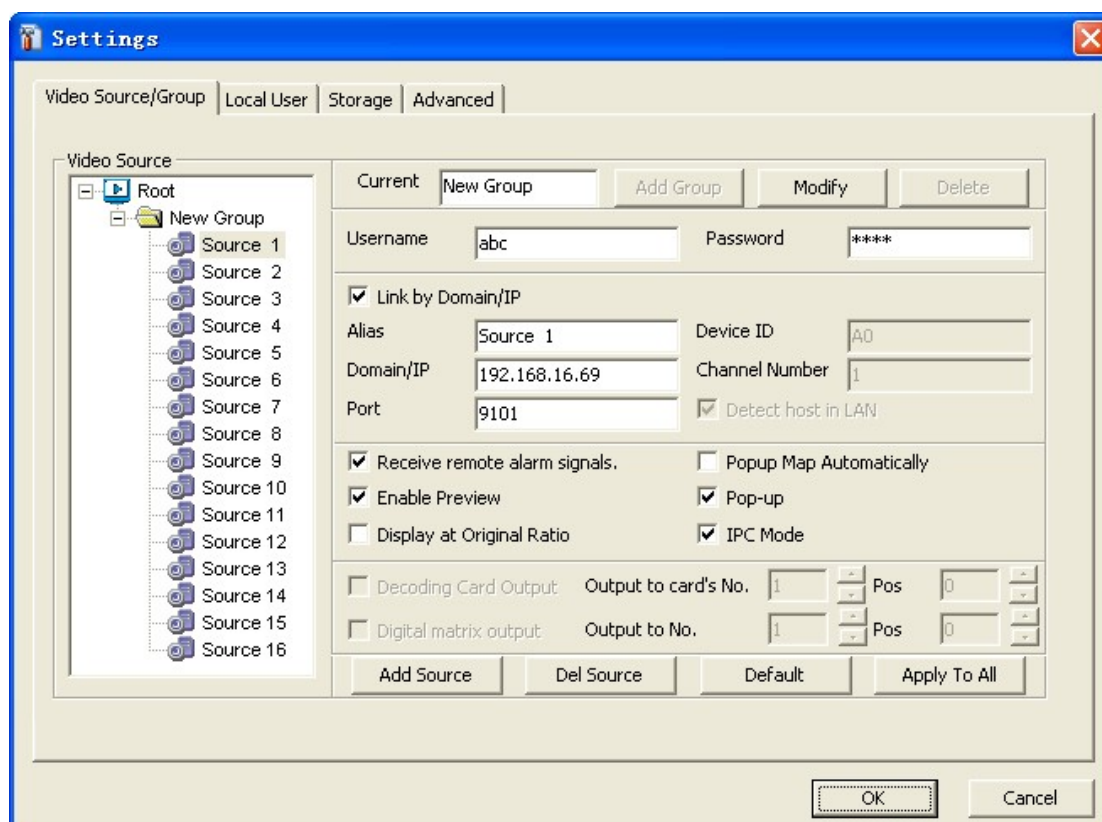 Settings
Video Source/Group Local User Storage Advanced
Video Source
Root
New Group
Source 1
Source 2
Source 3
Source 4
Source 5
Source 6
Source 7
Source 8
Source 9
Source 10
Source 11
Source 12
Source 13
Source 14
Source 15
Source 16
Current New Group Add Group Modify Delete
Username abc Password ****
Link by Domain/IP
Alias Source 1 Device ID A0
Domain/IP 192.168.16.69 Channel Number 1
Port 9101 Detect host in LAN
Receive remote alarm signals. Popup Map Automatically
Enable Preview Pop-up
Display at Original Ratio IPC Mode
Decoding Card Output Output to card's No. 1 Pos 0
Digital matrix output Output to No. 1 Pos 0
Add Source Del Source Default Apply To All
OK Cancel